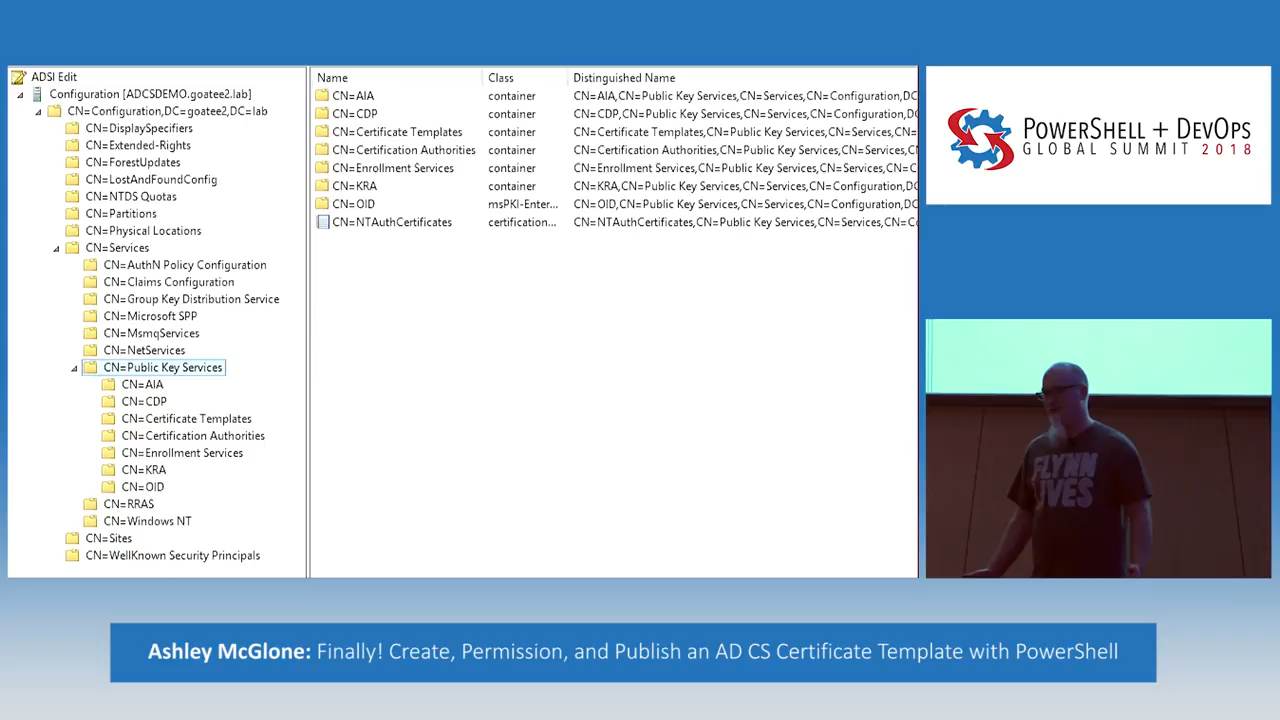 ADSI Edit
Configuration [ADCSDEMO.goatee2.lab]
CN=Configuration,DC=goatee2,DC=lab
CN=DisplaySpecifiers
CN=Extended-Rights
CN=ForestUpdates
CN=LostAndFoundConfig
CN=NTDS Quotas
CN=Partitions
CN=Physical Locations
CN=Services
CN=AuthN Policy Configuration
CN=Claims Configuration
CN=Group Key Distribution Service
CN=Microsoft SPP
CN=MsmqServices
CN=NetServices
CN=Public Key Services
CN=AIA
CN=CDP
CN=Certificate Templates
CN=Certification Authorities
CN=Enrollment Services
CN=KRA
CN=OID
CN=RRAS
CN=Windows NT
CN=Sites
CN=WellKnown Security Principals
Name Class Distinguished Name
CN=AIA container CN=AIA,CN=Public Key Services,CN=Services,CN=Configuration,DC
CN=CDP container CN=CDP,CN=Public Key Services,CN=Services,CN=Configuration,DC
CN=Certificate Templates container CN=Certificate Templates,CN=Public Key Services,CN=Services,CN=
CN=Certification Authorities container CN=Certification Authorities,CN=Public Key Services,CN=Services,
CN=Enrollment Services container CN=Enrollment Services,CN=Public Key Services,CN=Services,CN=
CN=KRA container CN=KRA,CN=Public Key Services,CN=Services,CN=Configuration,DC
CN=OID msPKI-Enter... CN=OID,CN=Public Key Services,CN=Services,CN=Configuration,DC
CN=NTAuthCertificates certification... CN=NTAuthCertificates,CN=Public Key Services,CN=Services,CN=C
POWERSHELL + DEVOPS
GLOBAL SUMMIT 2018
FLYNN
LIVES
Ashley McGlone: Finally! Create, Permission, and Publish an AD CS Certificate Template with PowerShell